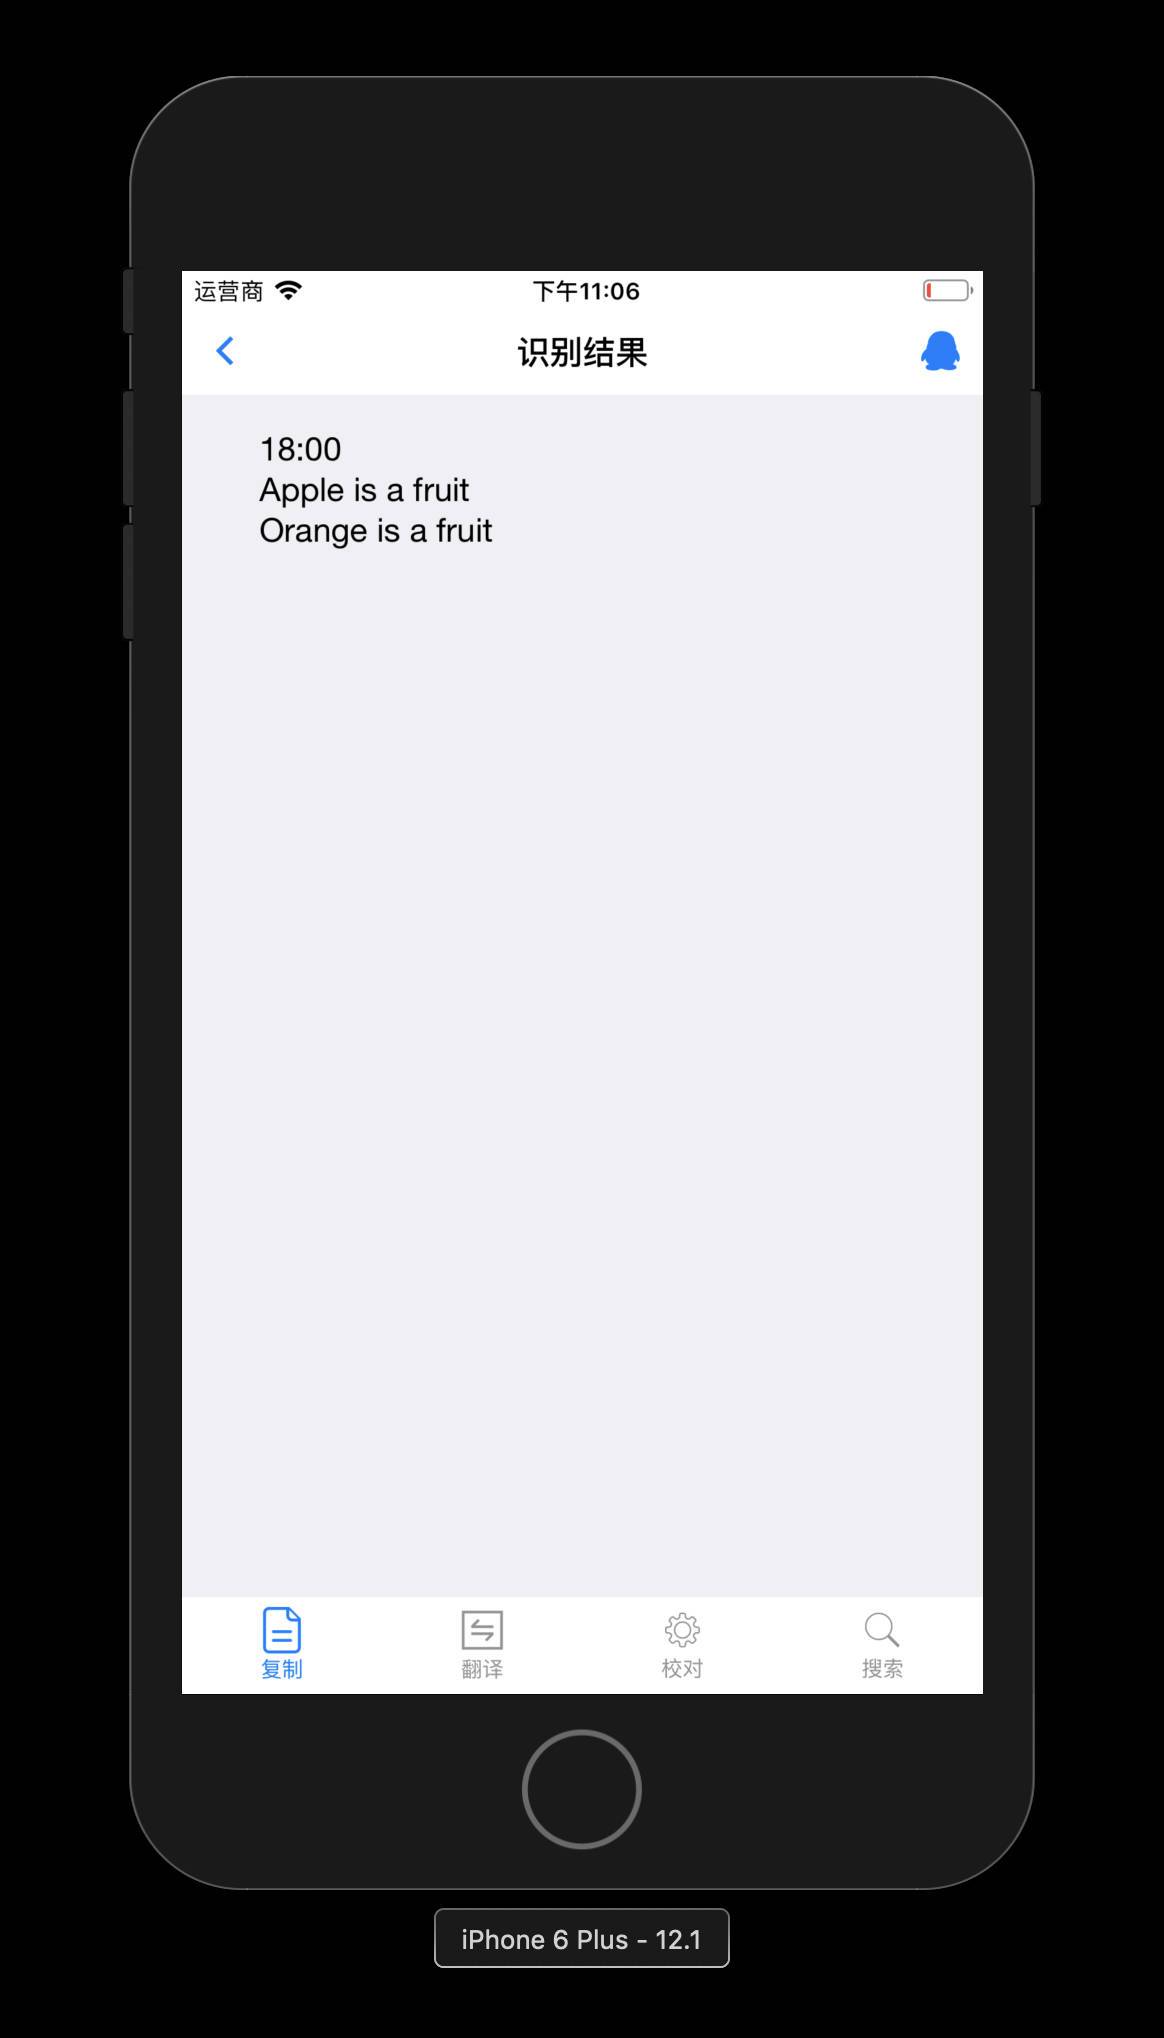 运营商 下午11:06
识别结果
18:00
Apple is a fruit
Orange is a fruit
复制 翻译 校对 搜索
iPhone 6 Plus - 12.1